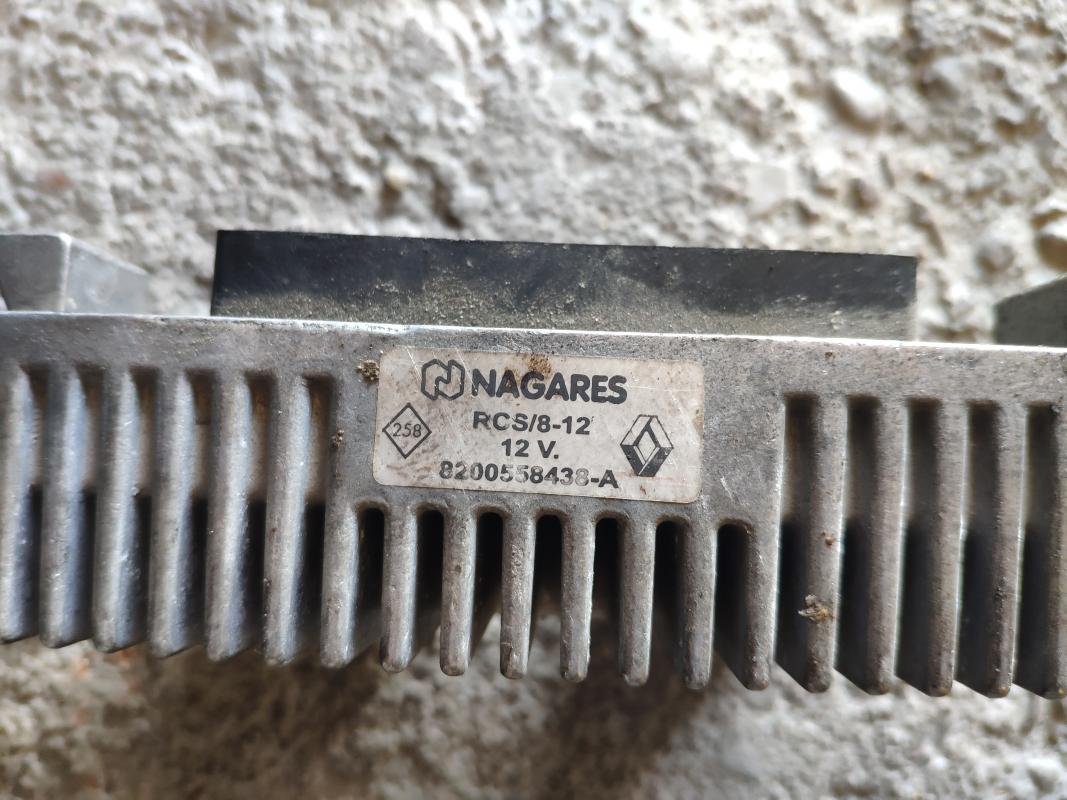 NAGARES
258
RCS/8-12
12 V.
8200558438-A